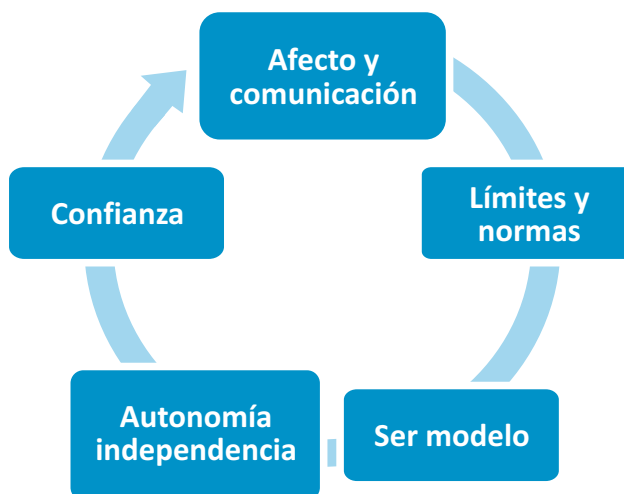 Afecto y
comunicación
Límites y
normas
Ser modelo
Autonomía
independencia
Confianza